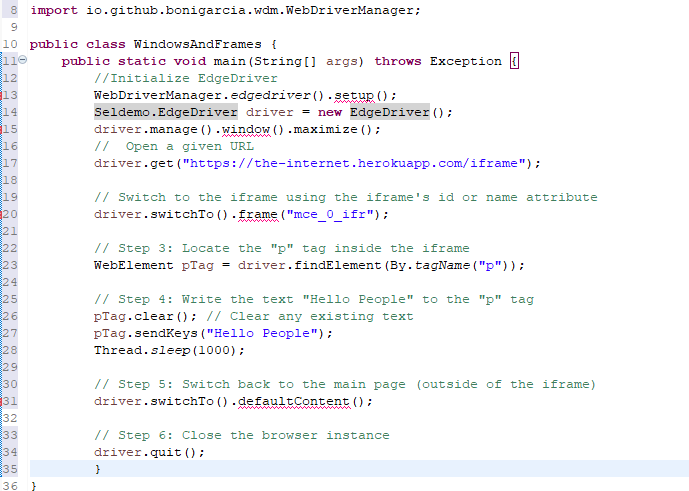 8 import io.github.bonigarcia.wdm.WebDriverManager;
9
10 public class WindowsAndFrames {
11 public static void main(String[] args) throws Exception {
12 //Initialize EdgeDriver
13 WebDriverManager.edgedriver().setup();
14 Seldemo.EdgeDriver driver = new EdgeDriver();
15 driver.manage().window().maximize();
16 //  Open a given URL
17 driver.get("https://the-internet.herokuapp.com/iframe");
18
19 // Switch to the iframe using the iframe's id or name attribute
20 driver.switchTo().frame("mce_0_ifr");
21
22 // Step 3: Locate the "p" tag inside the iframe
23 WebElement pTag = driver.findElement(By.tagName("p"));
24
25 // Step 4: Write the text "Hello People" to the "p" tag
26 pTag.clear(); // Clear any existing text
27 pTag.sendKeys("Hello People");
28 Thread.sleep(1000);
29
30 // Step 5: Switch back to the main page (outside of the iframe)
31 driver.switchTo().defaultContent();
32
33 // Step 6: Close the browser instance
34 driver.quit();
35 }
36 }